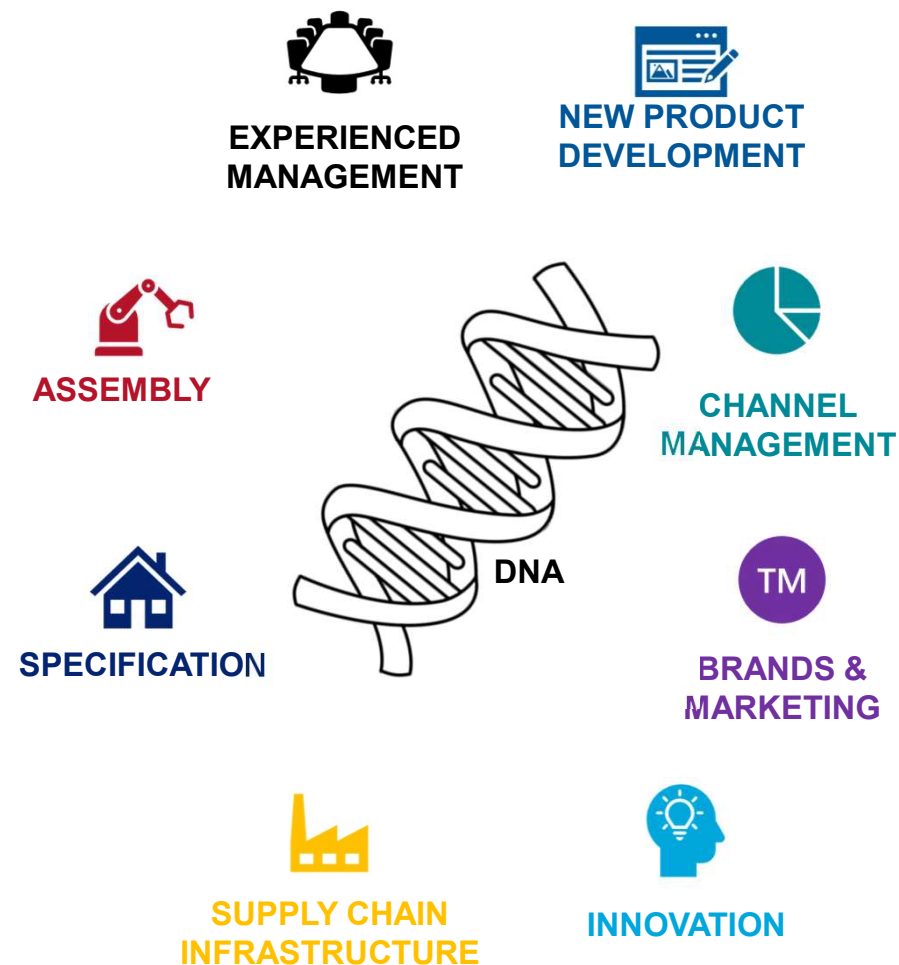 EXPERIENCED
MANAGEMENT
NEW PRODUCT
DEVELOPMENT
ASSEMBLY
CHANNEL
MANAGEMENT
DNA
TM
SPECIFICATION
BRANDS &
MARKETING
SUPPLY CHAIN
INFRASTRUCTURE
INNOVATION